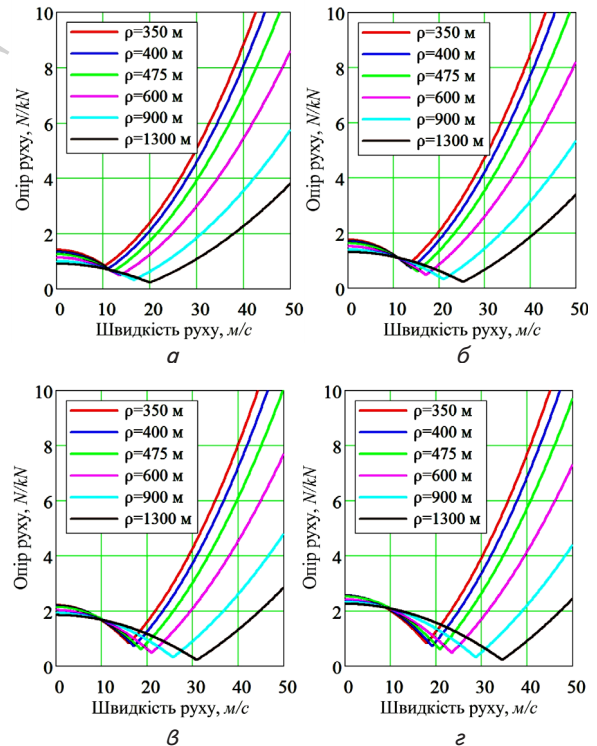 Опір руху, N/kN
10
8
6
4
2
0
ρ=350 м
ρ=400 м
ρ=475 м
ρ=600 м
ρ=900 м
ρ=1300 м
0 10 20 30 40 50
Швидкість руху, м/с
а
Опір руху, N/kN
10
8
6
4
2
0
ρ=350 м
ρ=400 м
ρ=475 м
ρ=600 м
ρ=900 м
ρ=1300 м
0 10 20 30 40 50
Швидкість руху, м/с
б
Опір руху, N/kN
10
8
6
4
2
0
ρ=350 м
ρ=400 м
ρ=475 м
ρ=600 м
ρ=900 м
ρ=1300 м
0 10 20 30 40 50
Швидкість руху, м/с
в
Опір руху, N/kN
10
8
6
4
2
0
ρ=350 м
ρ=400 м
ρ=475 м
ρ=600 м
ρ=900 м
ρ=1300 м
0 10 20 30 40 50
Швидкість руху, м/с
г